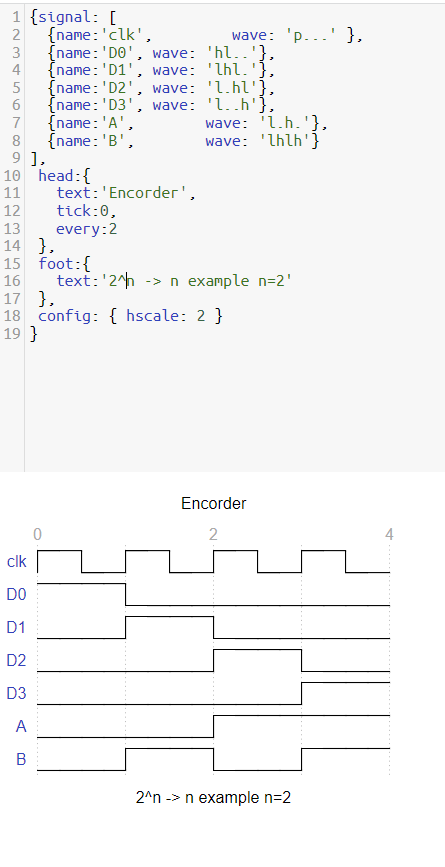 1 {signal: [
2   {name:'clk',         wave: 'p...' },
3   {name:'D0', wave: 'hl..'},
4   {name:'D1', wave: 'lhl.'},
5   {name:'D2', wave: 'l.hl'},
6   {name:'D3', wave: 'l..h'},
7   {name:'A',        wave: 'l.h.'},
8   {name:'B',        wave: 'lhlh'}
9 ],
10  head:{
11    text:'Encorder',
12    tick:0,
13    every:2
14  },
15  foot:{
16    text:'2^n -> n example n=2'
17  },
18  config: { hscale: 2 }
19 }
Encorder
0 2 4
clk
D0
D1
D2
D3
A
B
2^n -> n example n=2